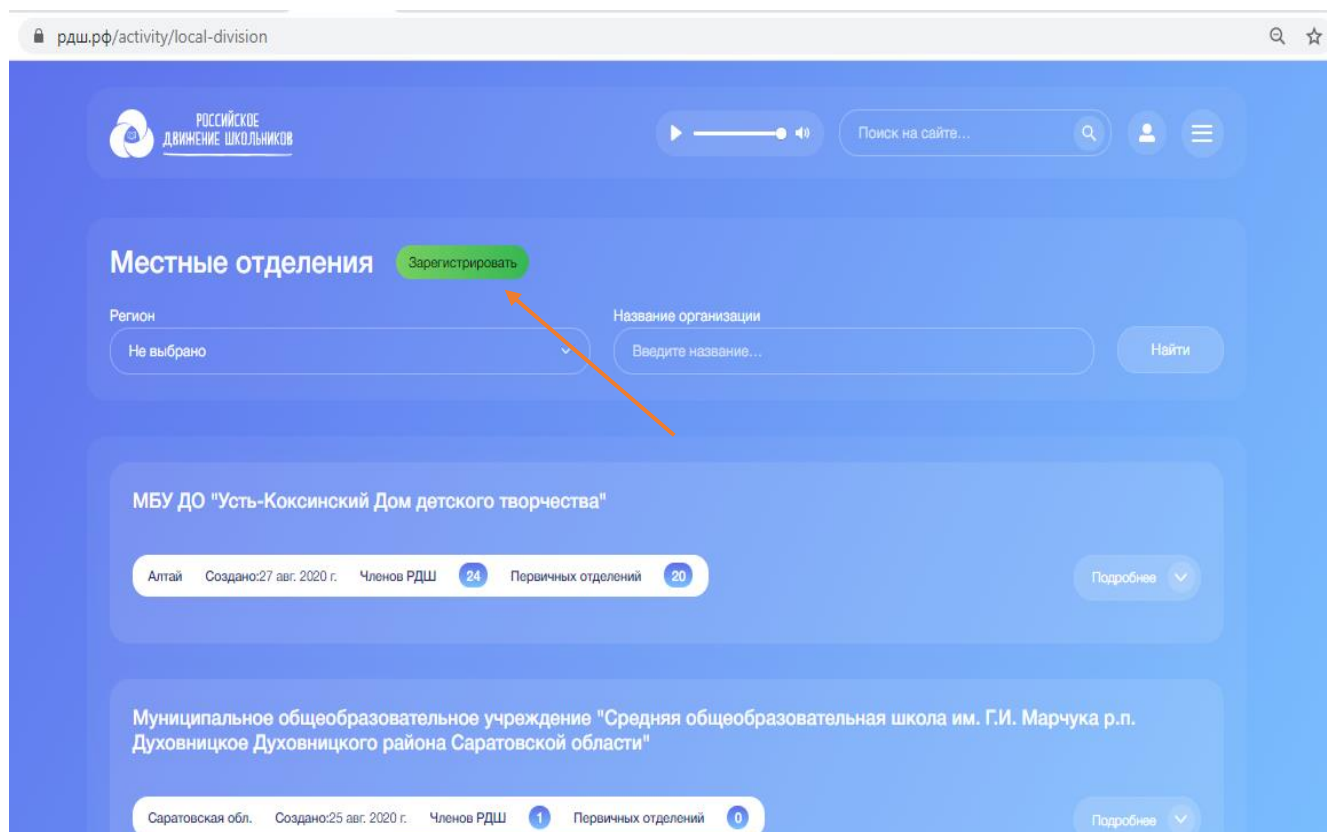 рдш.рф/activity/local-division
РОССИЙСКОЕ
ДВИЖЕНИЕ ШКОЛЬНИКОВ
Поиск на сайте...
Местные отделения
Зарегистрировать
Регион
Название организации
Не выбрано
Введите название...
Найти
МБУ ДО "Усть-Коксинский Дом детского творчества"
Алтай Создано:27 авг. 2020 г. Членов РДШ 24 Первичных отделений 20
Подробнее
Муниципальное общеобразовательное учреждение "Средняя общеобразовательная школа им. Г.И. Марчука р.п.
Духовницкое Духовницкого района Саратовской области"
Саратовская обл. Создано:25 авг. 2020 г. Членов РДШ 1 Первичных отделений 0
Подробнее